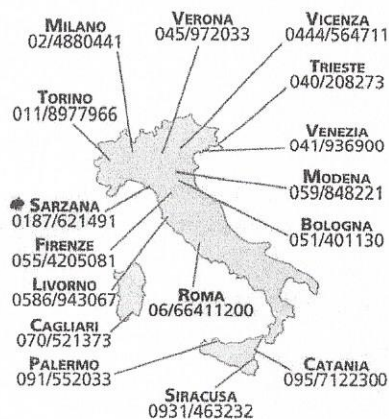 MILANO
02/4880441
VERONA
045/972033
VICENZA
0444/564711
TRIESTE
040/208273
TORINO
011/8977966
VENEZIA
041/936900
MODENA
059/848221
SARZANA
0187/621491
BOLOGNA
051/401130
FIRENZE
055/4205081
LIVORNO
0586/943067
ROMA
06/66411200
CAGLIARI
070/521373
PALERMO
091/552033
CATANIA
095/7122300
SIRACUSA
0931/463232